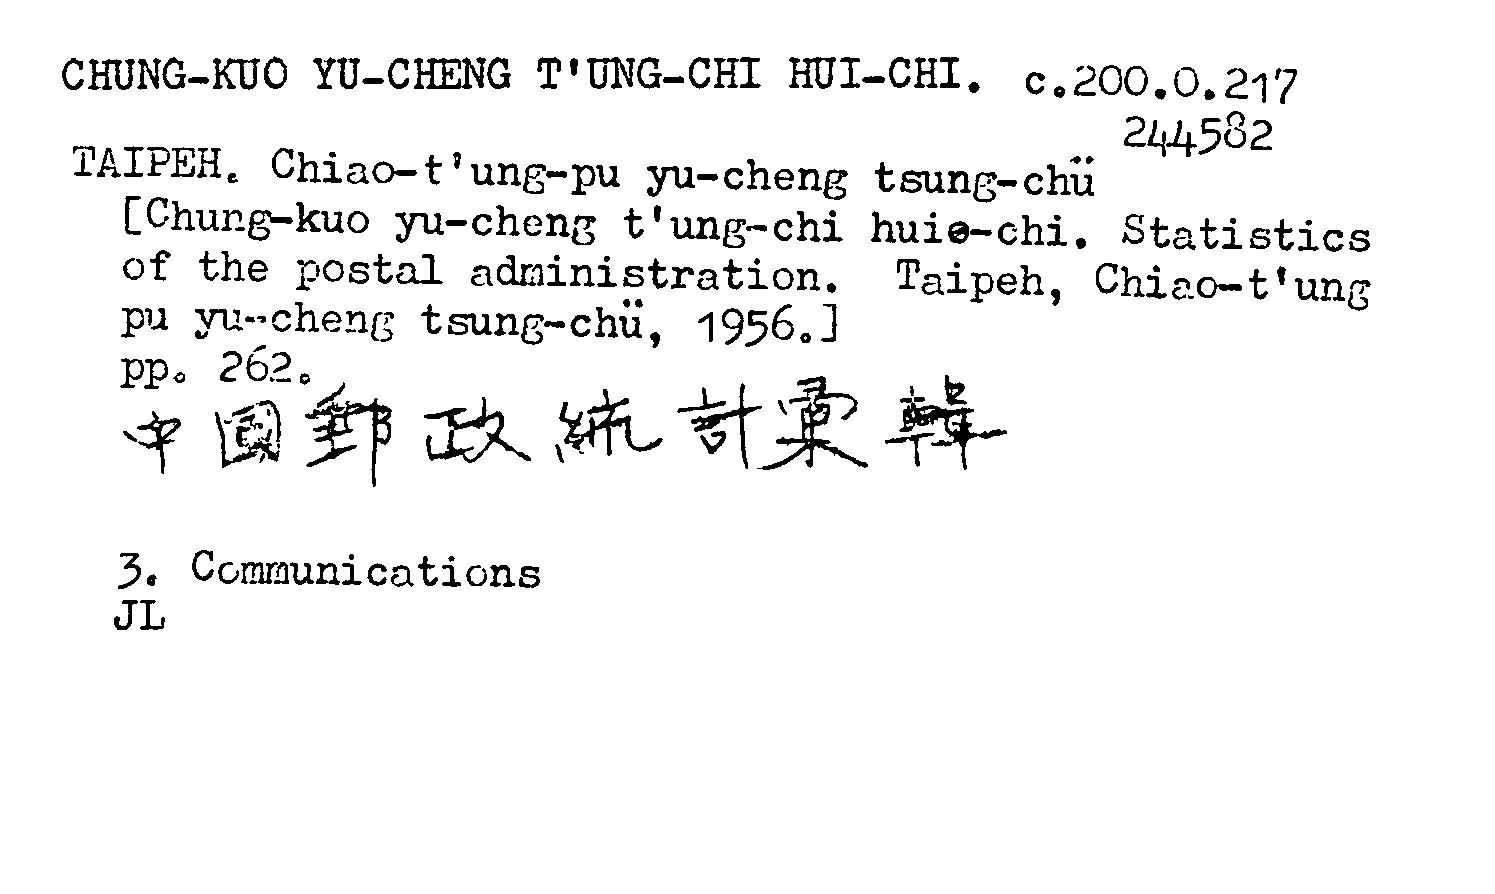 CHUNG-KUO YU-CHENG T'UNG-CHI HUI-CHI. c.200.0.217
244582
TAIPEH. Chiao-t'ung-pu yu-cheng tsung-chü
[Chung-kuo yu-cheng t'ung-chi huie-chi. Statistics
of the postal administration. Taipeh, Chiao-t'ung
pu yu-cheng tsung-chü, 1956.]
pp. 262.
中國郵政統計彙輯
3. Communications
JL